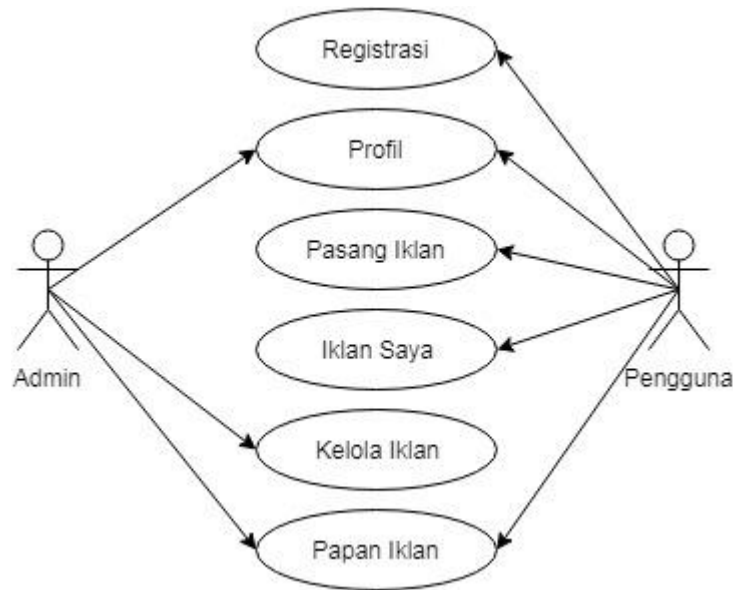 Registrasi
Profil
Pasang Iklan
Iklan Saya
Admin
Pengguna
Kelola Iklan
Papan Iklan